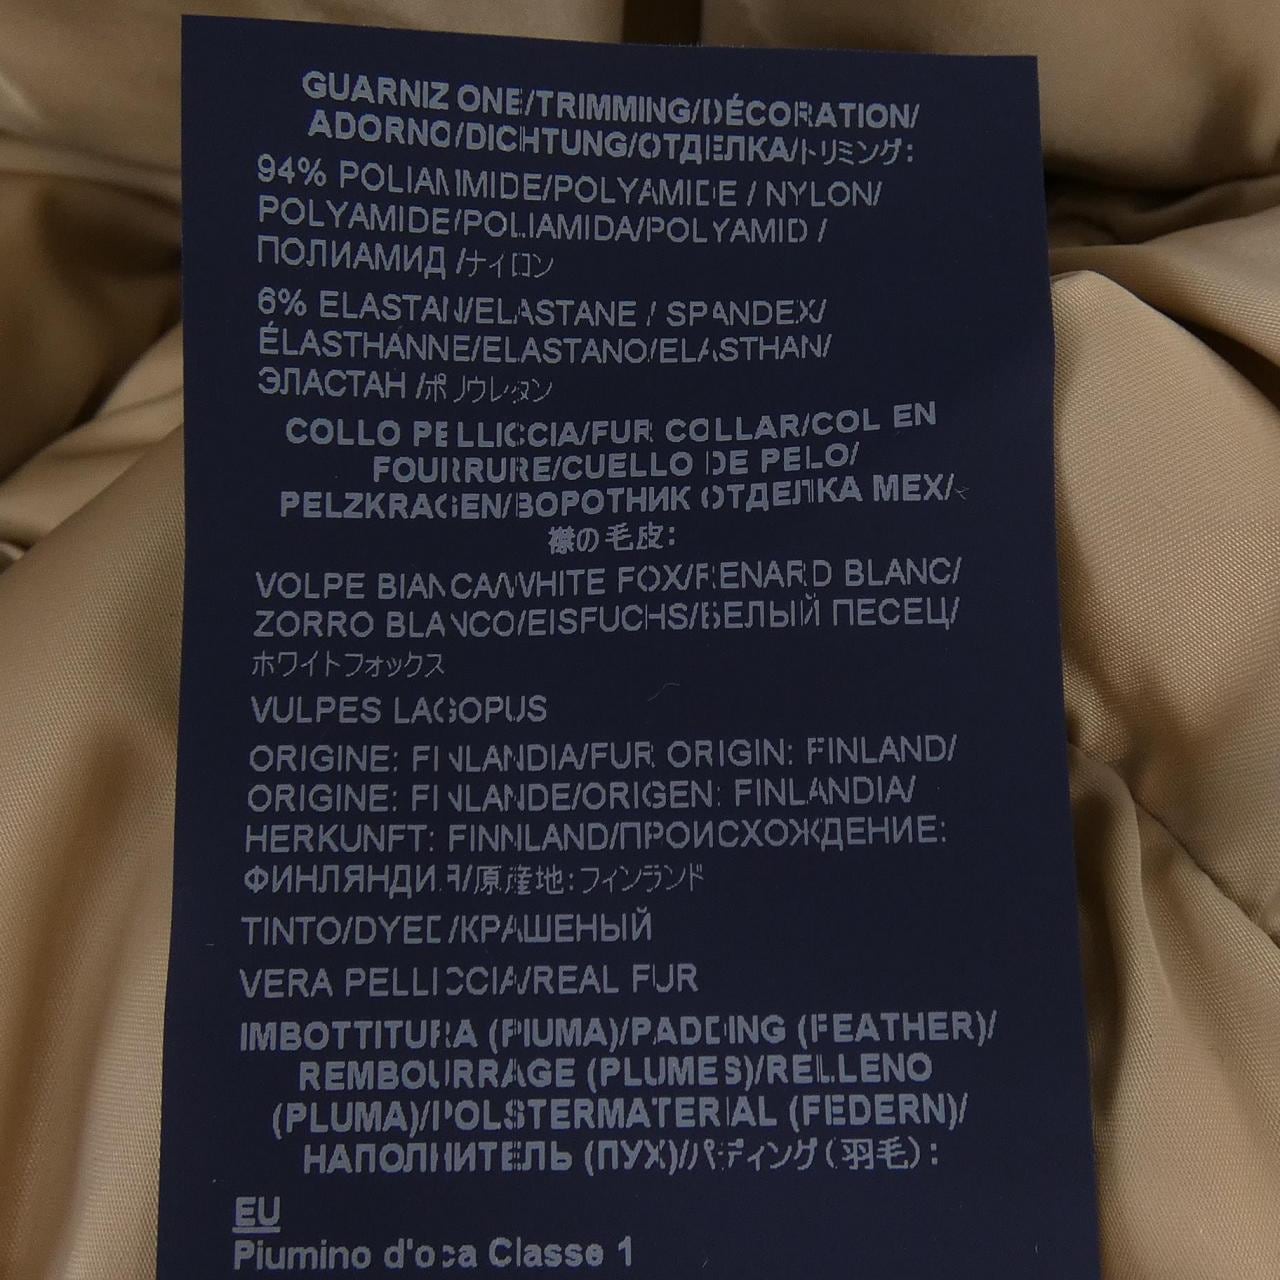 GUARNIZIONE/TRIMMING/DÉCORATION/
ADORNO/DICHTUNG/ОТДЕЛКА/トリミング:
94% POLIAMMIDE/POLYAMIDE / NYLON/
POLYAMIDE/POLIAMIDA/POLYAMID /
ПОЛИАМИД /ナイロン
6% ELASTAN/ELASTANE / SPANDEX/
ÉLASTHANNE/ELASTANO/ELASTHAN/
ЭЛАСТАН /ポリウレタン
COLLO PELLICCIA/FUR COLLAR/COL EN
FOURRURE/CUELLO DE PELO/
PELZKRAGEN/ВОРОТНИК ОТДЕЛКА МЕХ/
襟の毛皮:
VOLPE BIANCA/WHITE FOX/RENARD BLANC/
ZORRO BLANCO/EISFUCHS/БЕЛЫЙ ПЕСЕЦ/
ホワイトフォックス
VULPES LAGOPUS
ORIGINE: FINLANDIA/FUR ORIGIN: FINLAND/
ORIGINE: FINLANDE/ORIGEN: FINLANDIA/
HERKUNFT: FINNLAND/ПРОИСХОЖДЕНИЕ:
ФИНЛЯНДИЯ/原産地:フィンランド
TINTO/DYED/КРАШЕНЫЙ
VERA PELLICCIA/REAL FUR
IMBOTTITURA (PIUMA)/PADDING (FEATHER)/
REMBOURRAGE (PLUMES)/RELLENO
(PLUMA)/POLSTERMATERIAL (FEDERN)/
НАПОЛНИТЕЛЬ (ПУХ)/パディング(羽毛):
EU
Piumino d'oca Classe 1